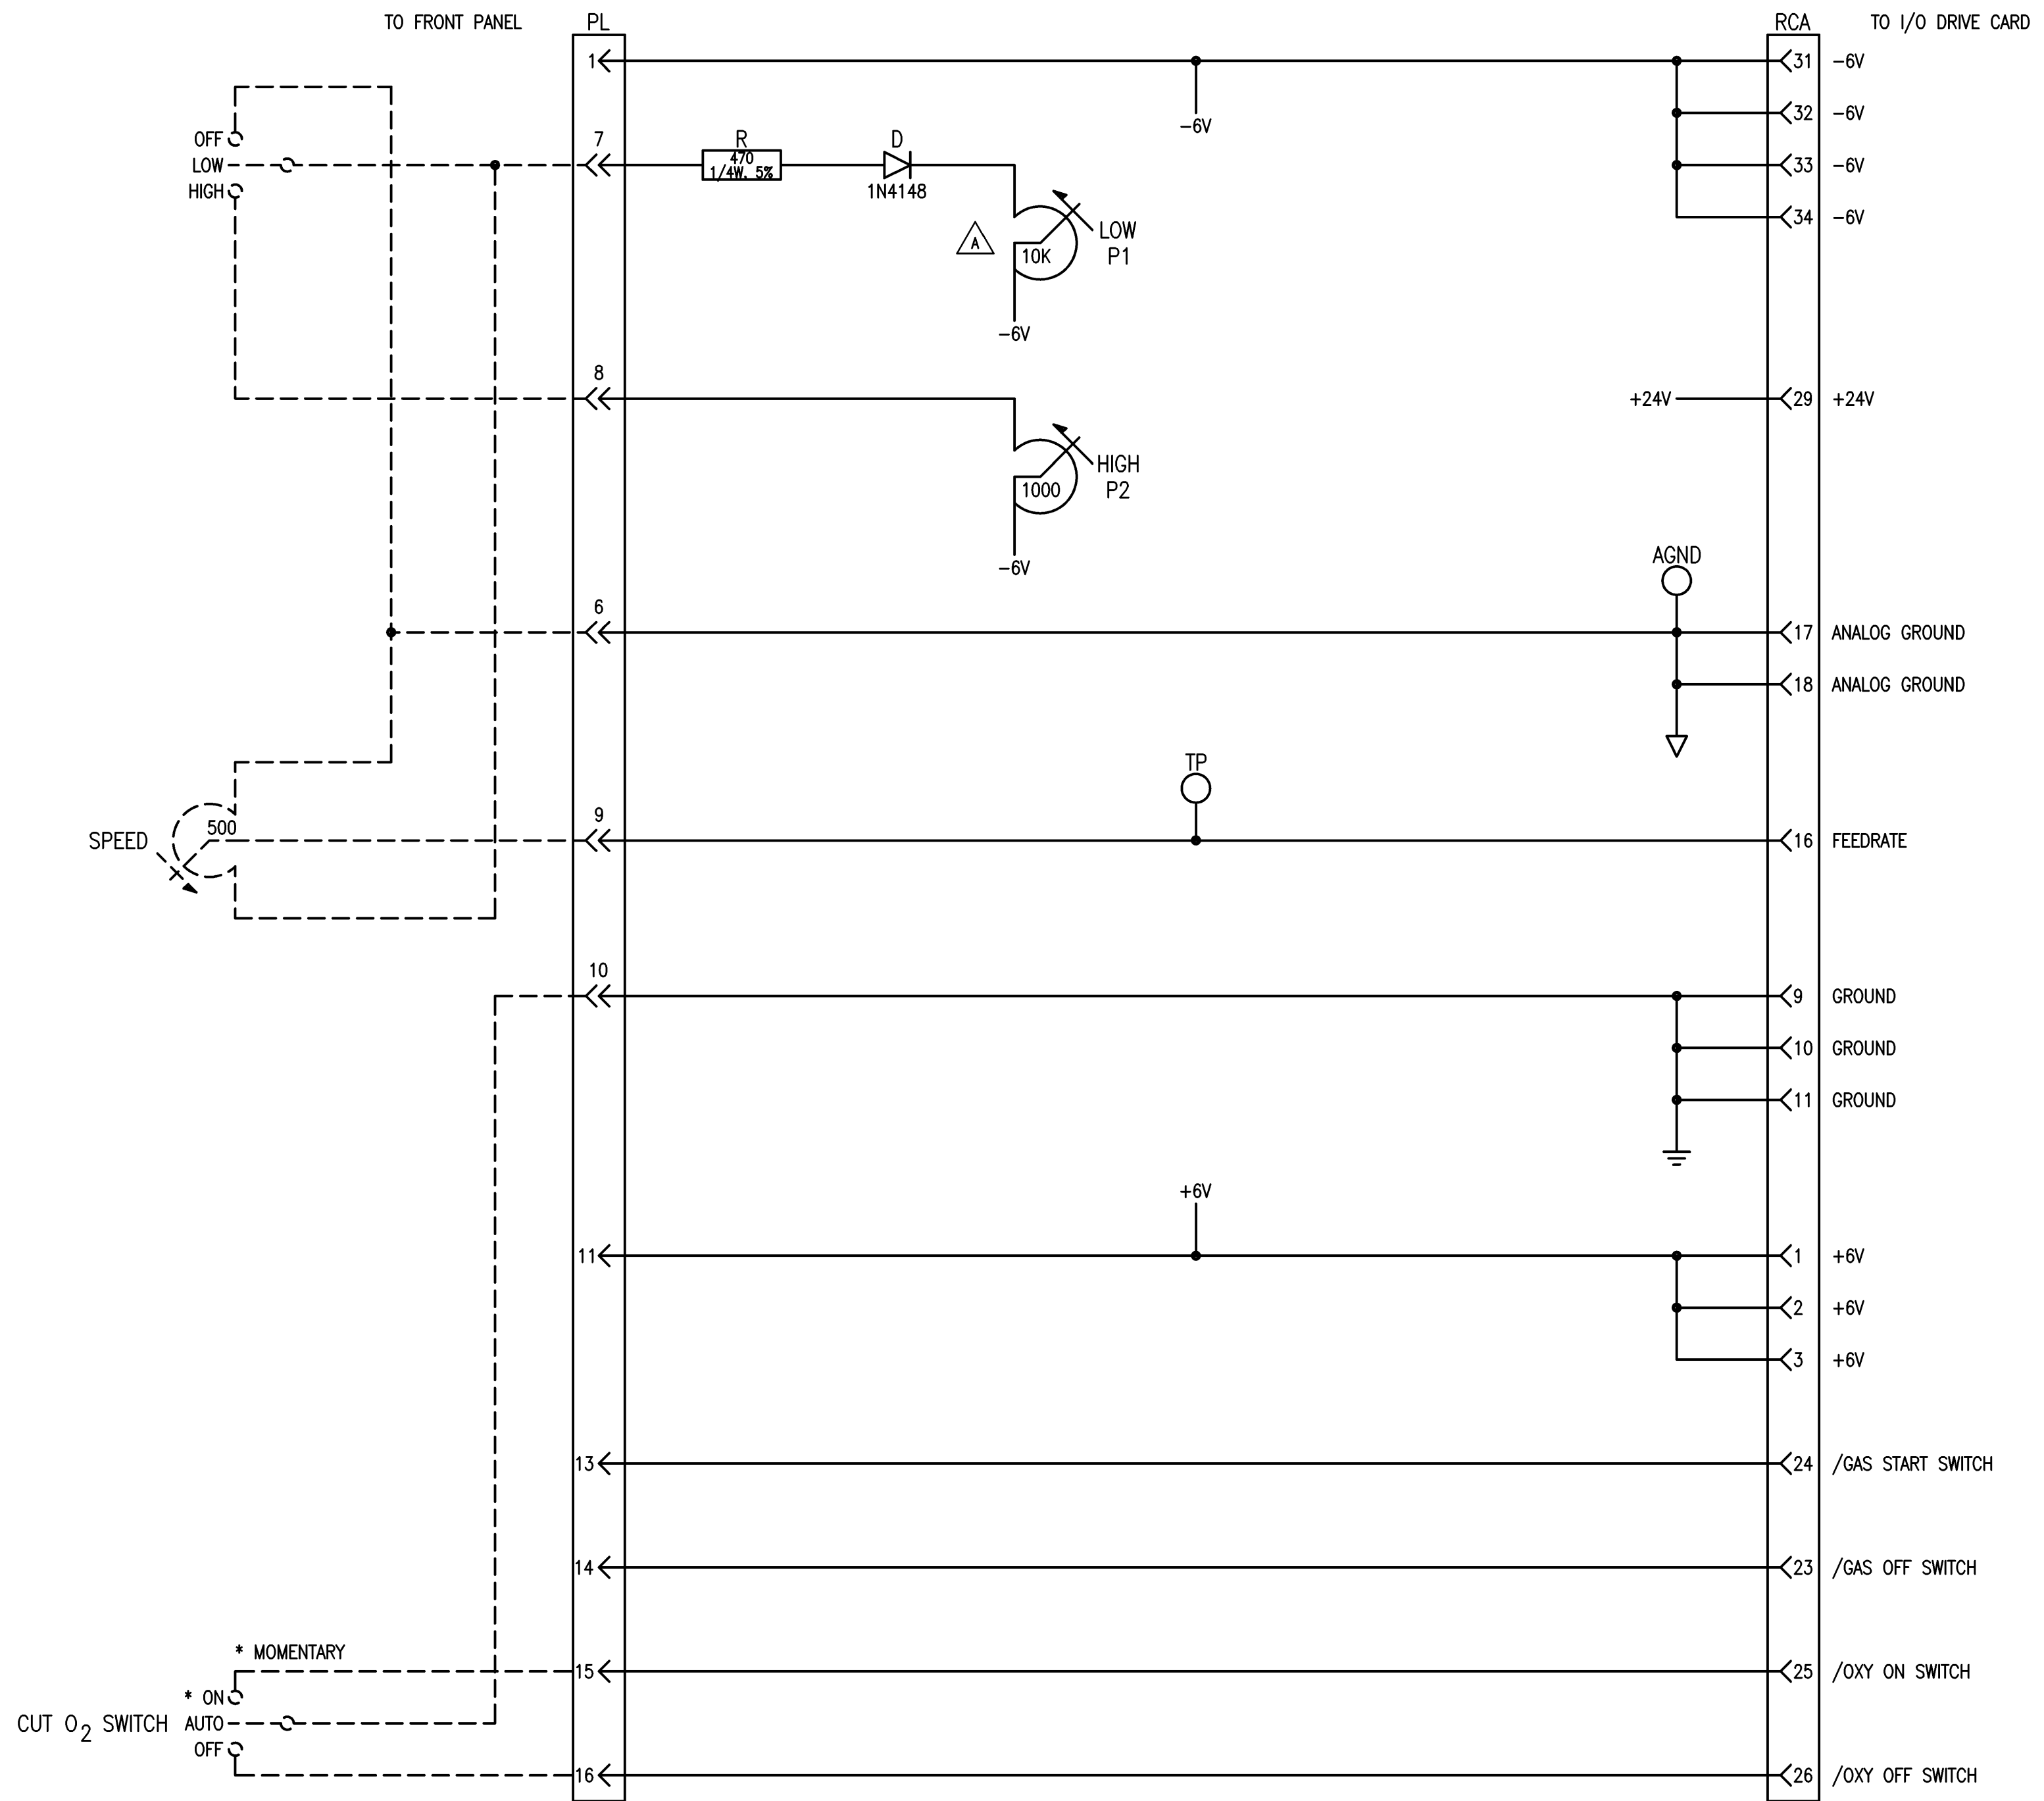 TO FRONT PANEL
PL
RCA
TO I/O DRIVE CARD
1
31 -6V
-6V
32 -6V
OFF
LOW
HIGH
7
R
470
1/4W, 5%
D
1N4148
33 -6V
34 -6V
A
10K
LOW
P1
-6V
8
+24V
29 +24V
1000
HIGH
P2
-6V
AGND
6
17 ANALOG GROUND
18 ANALOG GROUND
TP
SPEED
500
9
16 FEEDRATE
10
9 GROUND
10 GROUND
11 GROUND
+6V
11
1 +6V
2 +6V
3 +6V
13
24 /GAS START SWITCH
14
23 /GAS OFF SWITCH
* MOMENTARY
15
25 /OXY ON SWITCH
* ON
CUT O2 SWITCH AUTO
OFF
16
26 /OXY OFF SWITCH